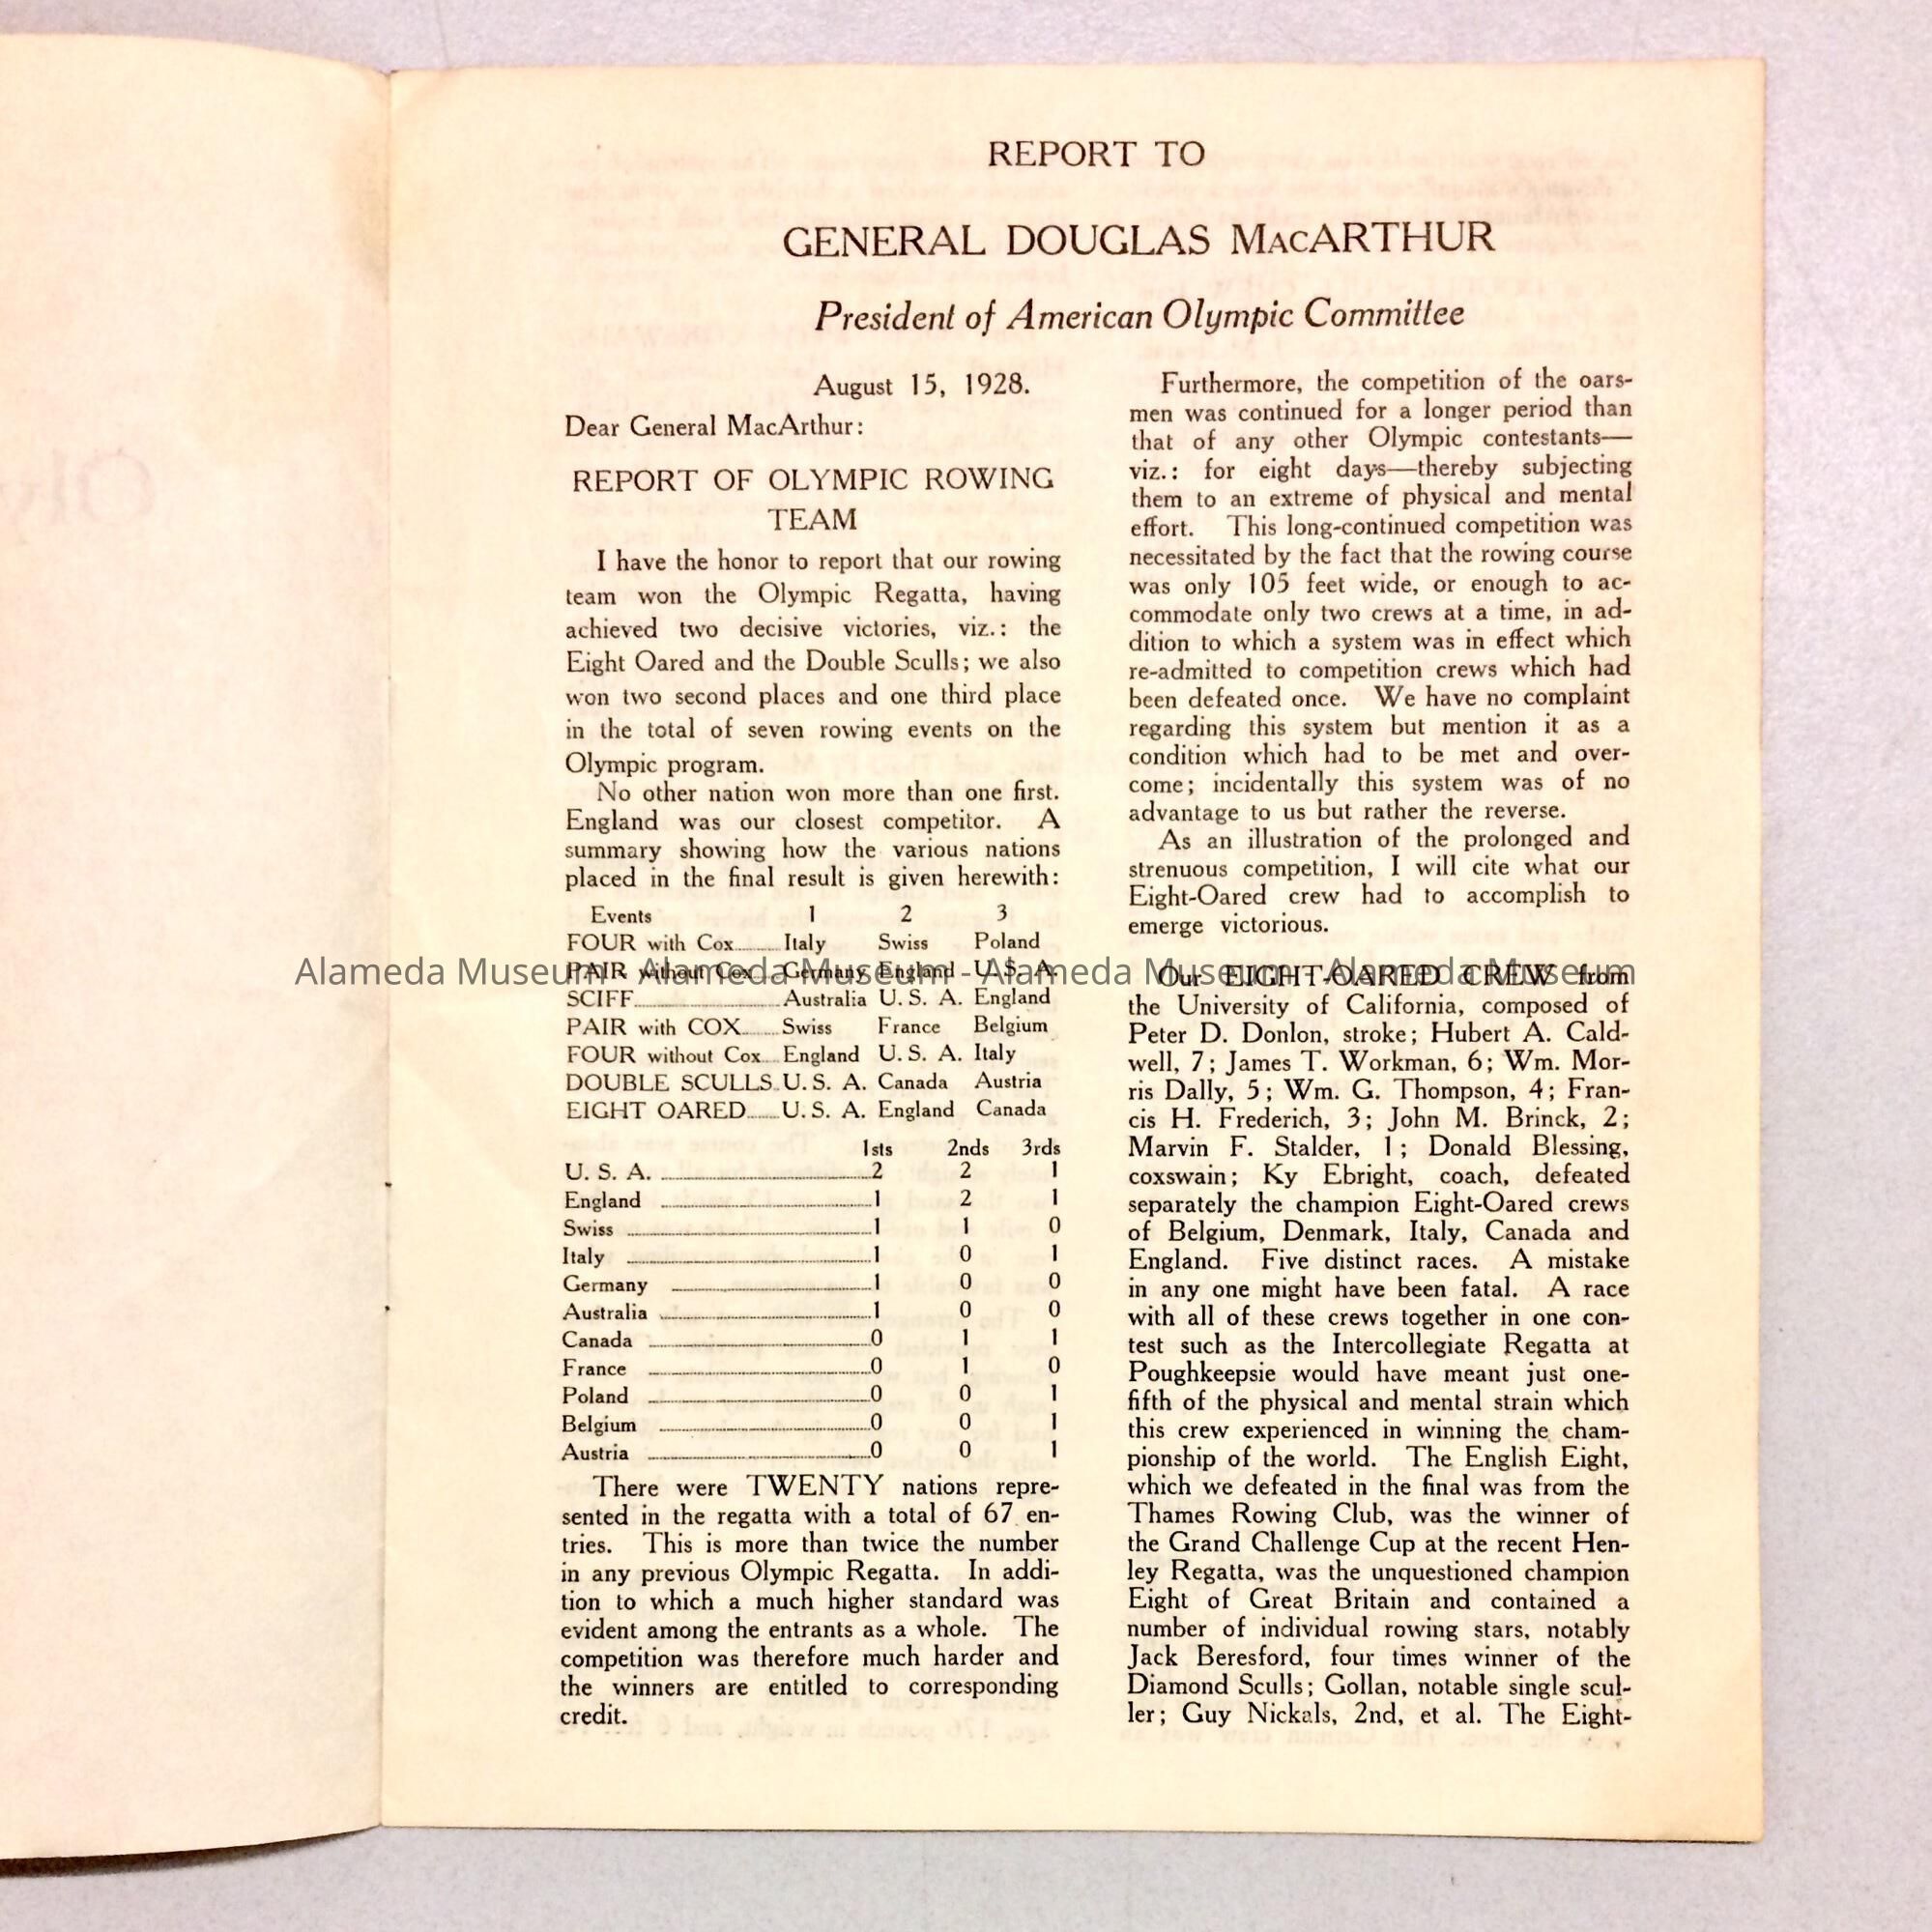 REPORT TO
GENERAL DOUGLAS MACARTHUR
President of American Olympic Committee
August 15, 1928.
Dear General MacArthur:
REPORT OF OLYMPIC ROWING
TEAM
I have the honor to report that our rowing
team won the Olympic Regatta, having
achieved two decisive victories, viz.: the
Eight Oared and the Double Sculls; we also
won two second places and one third place
in the total of seven rowing events on the
Olympic program.
No other nation won more than one first.
England was our closest competitor. A
summary showing how the various nations
placed in the final result is given herewith:
Events 1 2 3
FOUR with Cox........Italy Swiss Poland
PAIR without Cox....Germany England U. S. A.
SCIFF........Australia U. S. A. England
PAIR with COX........Swiss France Belgium
FOUR without Cox....England U. S. A. Italy
DOUBLE SCULLS..U. S. A. Canada Austria
EIGHT OARED........U. S. A. England Canada
1sts 2nds 3rds
U. S. A. ........2 2 1
England ........1 2 1
Swiss ........1 1 0
Italy ........1 0 1
Germany ........1 0 0
Australia ........1 0 0
Canada ........0 1 1
France ........0 1 0
Poland ........0 0 1
Belgium ........0 0 1
Austria ........0 0 1
There were TWENTY nations repre-
sented in the regatta with a total of 67 en-
tries. This is more than twice the number
in any previous Olympic Regatta. In addi-
tion to which a much higher standard was
evident among the entrants as a whole. The
competition was therefore much harder and
the winners are entitled to corresponding
credit.
Furthermore, the competition of the oars-
men was continued for a longer period than
that of any other Olympic contestants—
viz.: for eight days—thereby subjecting
them to an extreme of physical and mental
effort. This long-continued competition was
necessitated by the fact that the rowing course
was only 105 feet wide, or enough to ac-
commodate only two crews at a time, in ad-
dition to which a system was in effect which
re-admitted to competition crews which had
been defeated once. We have no complaint
regarding this system but mention it as a
condition which had to be met and over-
come; incidentally this system was of no
advantage to us but rather the reverse.
As an illustration of the prolonged and
strenuous competition, I will cite what our
Eight-Oared crew had to accomplish to
emerge victorious.
Our EIGHT-OARED CREW from
the University of California, composed of
Peter D. Donlon, stroke; Hubert A. Cald-
well, 7; James T. Workman, 6; Wm. Mor-
ris Dally, 5; Wm. G. Thompson, 4; Fran-
cis H. Frederich, 3; John M. Brinck, 2;
Marvin F. Stalder, 1; Donald Blessing,
coxswain; Ky Ebright, coach, defeated
separately the champion Eight-Oared crews
of Belgium, Denmark, Italy, Canada and
England. Five distinct races. A mistake
in any one might have been fatal. A race
with all of these crews together in one con-
test such as the Intercollegiate Regatta at
Poughkeepsie would have meant just one-
fifth of the physical and mental strain which
this crew experienced in winning the cham-
pionship of the world. The English Eight,
which we defeated in the final was from the
Thames Rowing Club, was the winner of
the Grand Challenge Cup at the recent Hen-
ley Regatta, was the unquestioned champion
Eight of Great Britain and contained a
number of individual rowing stars, notably
Jack Beresford, four times winner of the
Diamond Sculls; Gollan, notable single scul-
ler; Guy Nickals, 2nd, et al. The Eight-
Alameda Museum - Alameda Museum - Alameda Museum - Alameda Museum